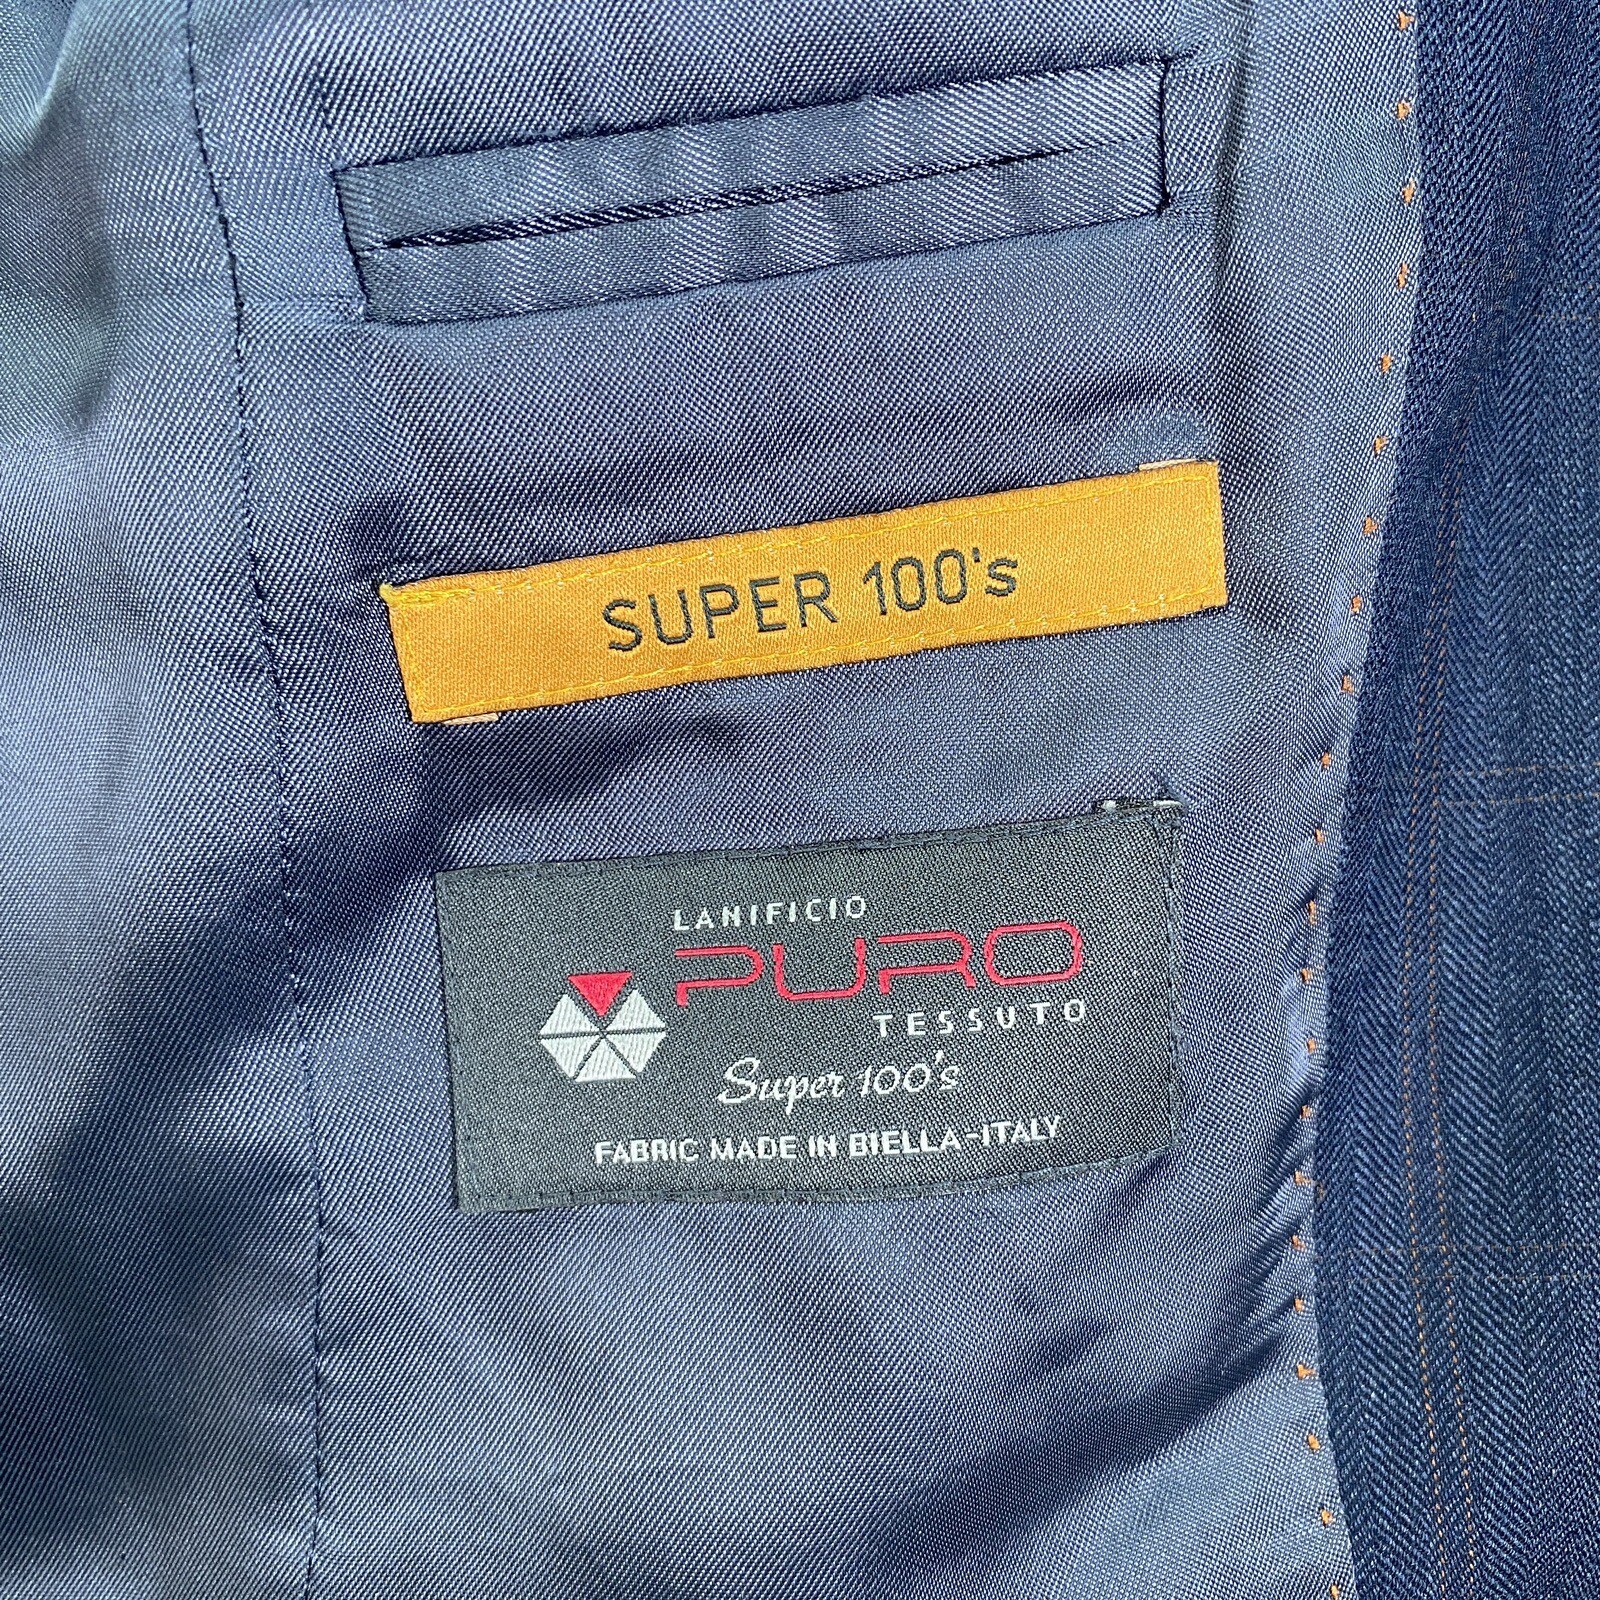 SUPER 100's
LANIFICIO
PURO
TESSUTO
Super 100's
FABRIC MADE IN BIELLA-ITALY